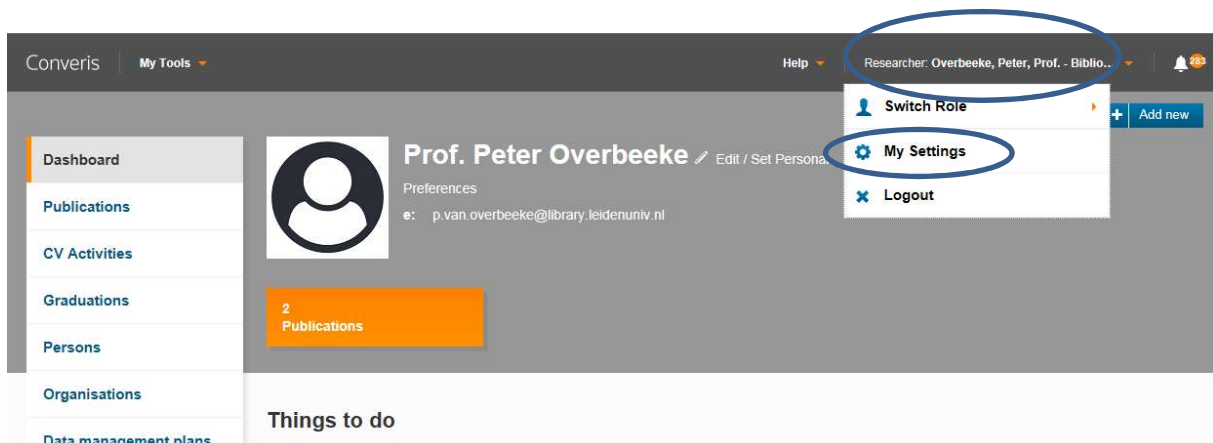 Converis My Tools Help Researcher: Overbeeke, Peter, Prof. - Biblio... 283
Switch Role
My Settings
Logout
+ Add new
Dashboard
Publications
CV Activities
Graduations
Persons
Organisations
Data management plans
Prof. Peter Overbeeke Edit / Set Persona
Preferences
e: p.van.overbeeke@library.leidenuniv.nl
2
Publications
Things to do